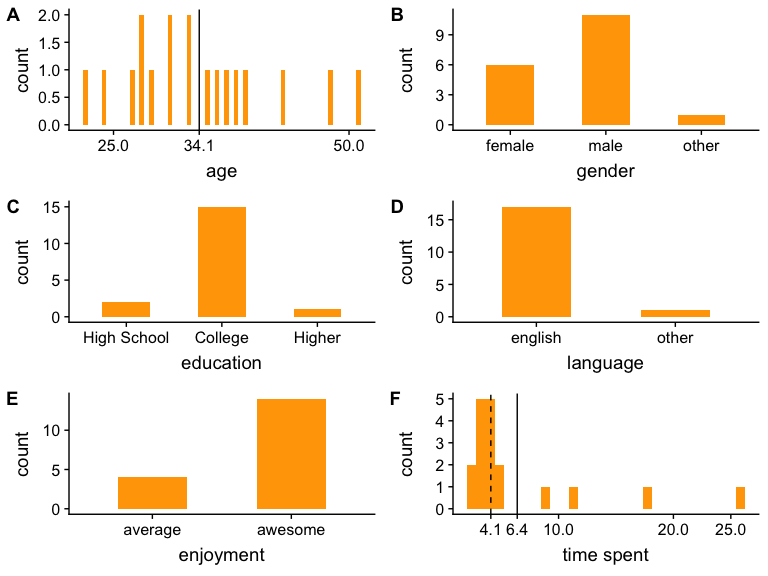 A
count
2.0
1.5
1.0
0.5
0.0
25.0 34.1 50.0
age
B
count
9
6
3
0
female male other
gender
C
count
15
10
5
0
High School College Higher
education
D
count
15
10
5
0
english other
language
E
count
10
5
0
average awesome
enjoyment
F
count
5
4
3
2
1
0
4.1 6.4 10.0 20.0 25.0
time spent